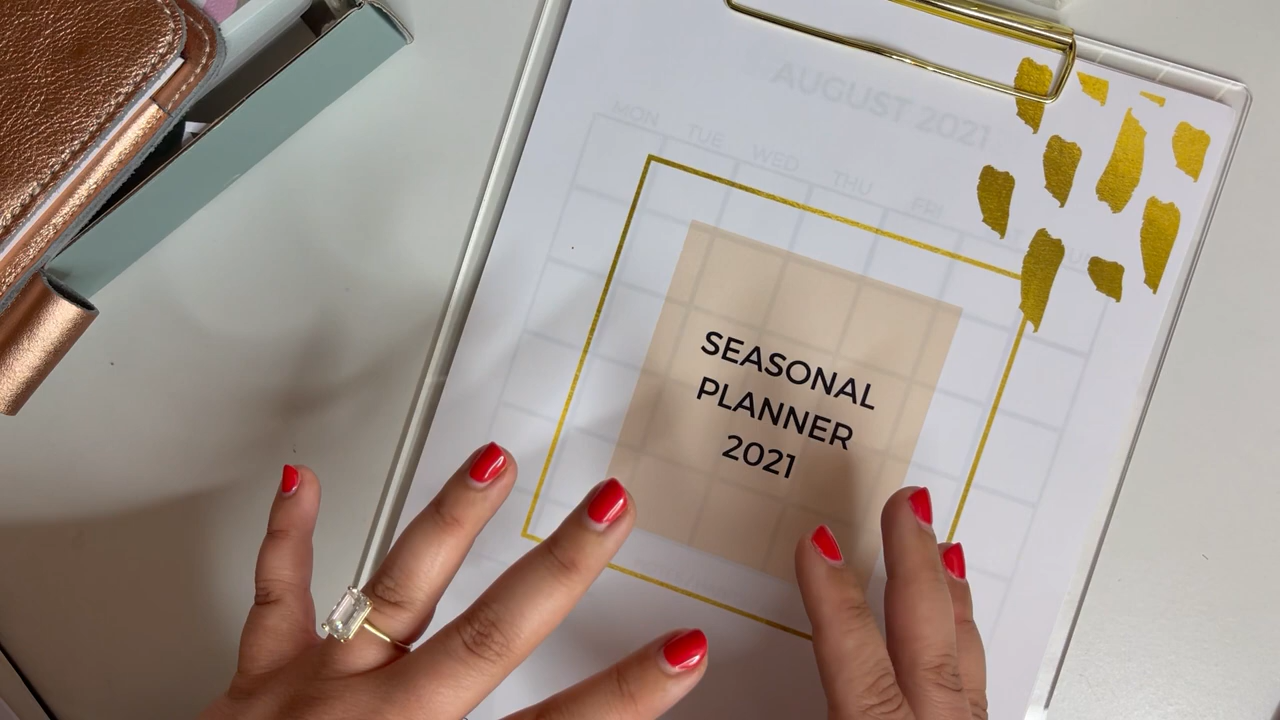 AUGUST 2021
MON TUE WED THU FRI
SEASONAL
PLANNER
2021